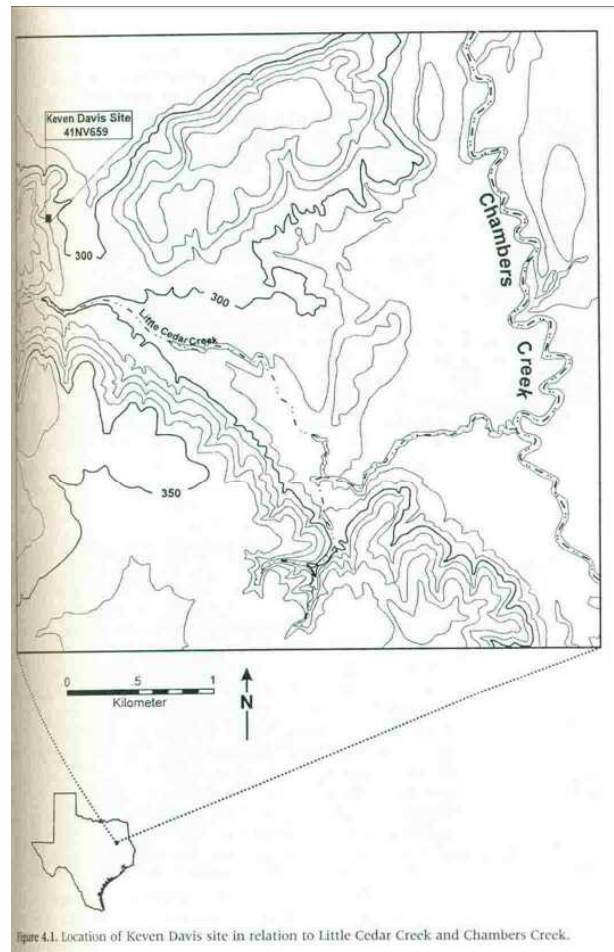 Keven Davis Site
41NV659
300
300
Little Cedar Creek
Chambers
Creek
350
0 .5 1
Kilometer
N
Figure 4.1. Location of Keven Davis site in relation to Little Cedar Creek and Chambers Creek.